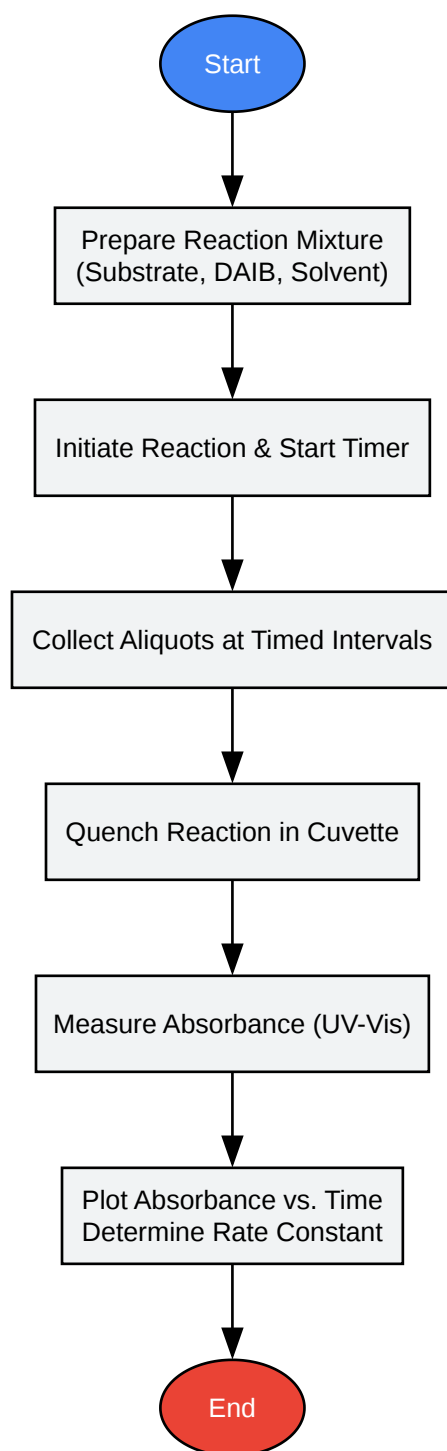 Start
Prepare Reaction Mixture
(Substrate, DAIB, Solvent)
Initiate Reaction & Start Timer
Collect Aliquots at Timed Intervals
Quench Reaction in Cuvette
Measure Absorbance (UV-Vis)
Plot Absorbance vs. Time
Determine Rate Constant
End